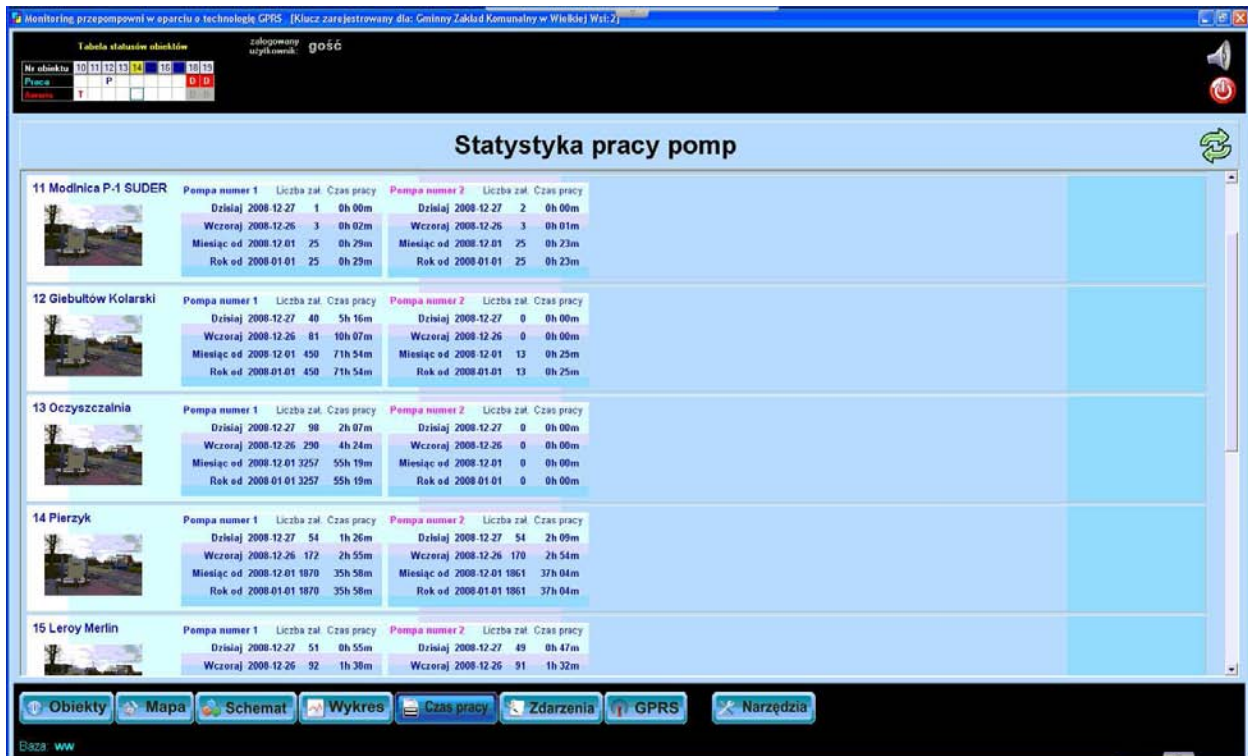 Monitoring przepompowni w oparciu o technologię GPRS [Klucz zarejestrowany dla: Gminny Zakład Komunalny w Wielkiej Wsi:2]
Tabela statusów obiektów
zalogowany użytkownik: gość
Nr obiektu 10 11 12 13 14 16 18 19
Praca P D D
Awaria T
Statystyka pracy pomp
11 Modlnica P-1 SUDER Pompa numer 1 Liczba zał. Czas pracy Pompa numer 2 Liczba zał. Czas pracy
Dzisiaj 2008-12-27 1 0h 00m Dzisiaj 2008-12-27 2 0h 00m
Wczoraj 2008-12-26 3 0h 02m Wczoraj 2008-12-26 3 0h 01m
Miesiąc od 2008-12-01 25 0h 29m Miesiąc od 2008-12-01 25 0h 23m
Rok od 2008-01-01 25 0h 29m Rok od 2008-01-01 25 0h 23m
12 Giebułtów Kolarski Pompa numer 1 Liczba zał. Czas pracy Pompa numer 2 Liczba zał. Czas pracy
Dzisiaj 2008-12-27 40 5h 16m Dzisiaj 2008-12-27 0 0h 00m
Wczoraj 2008-12-26 81 10h 07m Wczoraj 2008-12-26 0 0h 00m
Miesiąc od 2008-12-01 450 71h 54m Miesiąc od 2008-12-01 13 0h 25m
Rok od 2008-01-01 450 71h 54m Rok od 2008-01-01 13 0h 25m
13 Oczyszczalnia Pompa numer 1 Liczba zał. Czas pracy Pompa numer 2 Liczba zał. Czas pracy
Dzisiaj 2008-12-27 98 2h 07m Dzisiaj 2008-12-27 0 0h 00m
Wczoraj 2008-12-26 290 4h 24m Wczoraj 2008-12-26 0 0h 00m
Miesiąc od 2008-12-01 3257 55h 19m Miesiąc od 2008-12-01 0 0h 00m
Rok od 2008-01-01 3257 55h 19m Rok od 2008-01-01 0 0h 00m
14 Pierzyk Pompa numer 1 Liczba zał. Czas pracy Pompa numer 2 Liczba zał. Czas pracy
Dzisiaj 2008-12-27 54 1h 26m Dzisiaj 2008-12-27 54 2h 09m
Wczoraj 2008-12-26 172 2h 55m Wczoraj 2008-12-26 170 2h 54m
Miesiąc od 2008-12-01 1870 35h 58m Miesiąc od 2008-12-01 1861 37h 04m
Rok od 2008-01-01 1870 35h 58m Rok od 2008-01-01 1861 37h 04m
15 Leroy Merlin Pompa numer 1 Liczba zał. Czas pracy Pompa numer 2 Liczba zał. Czas pracy
Dzisiaj 2008-12-27 51 0h 55m Dzisiaj 2008-12-27 49 0h 47m
Wczoraj 2008-12-26 92 1h 38m Wczoraj 2008-12-26 91 1h 32m
Obiekty Mapa Schemat Wykres Czas pracy Zdarzenia GPRS Narzędzia
Baza: ww